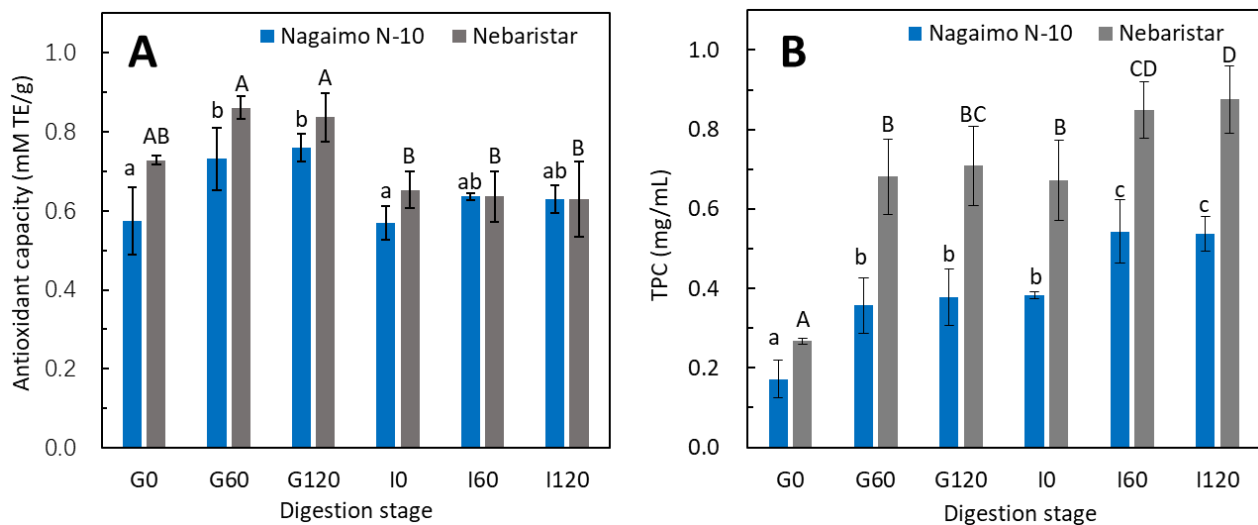 A
Nagaimo N-10 Nebaristar
Antioxidant capacity (mM TE/g)
1.0
0.8
0.6
0.4
0.2
0.0
a AB b A b A a B ab B ab B
G0 G60 G120 I0 I60 I120
Digestion stage
B
Nagaimo N-10 Nebaristar
TPC (mg/mL)
1.0
0.8
0.6
0.4
0.2
0.0
a A b B b BC b B c CD c D
G0 G60 G120 I0 I60 I120
Digestion stage